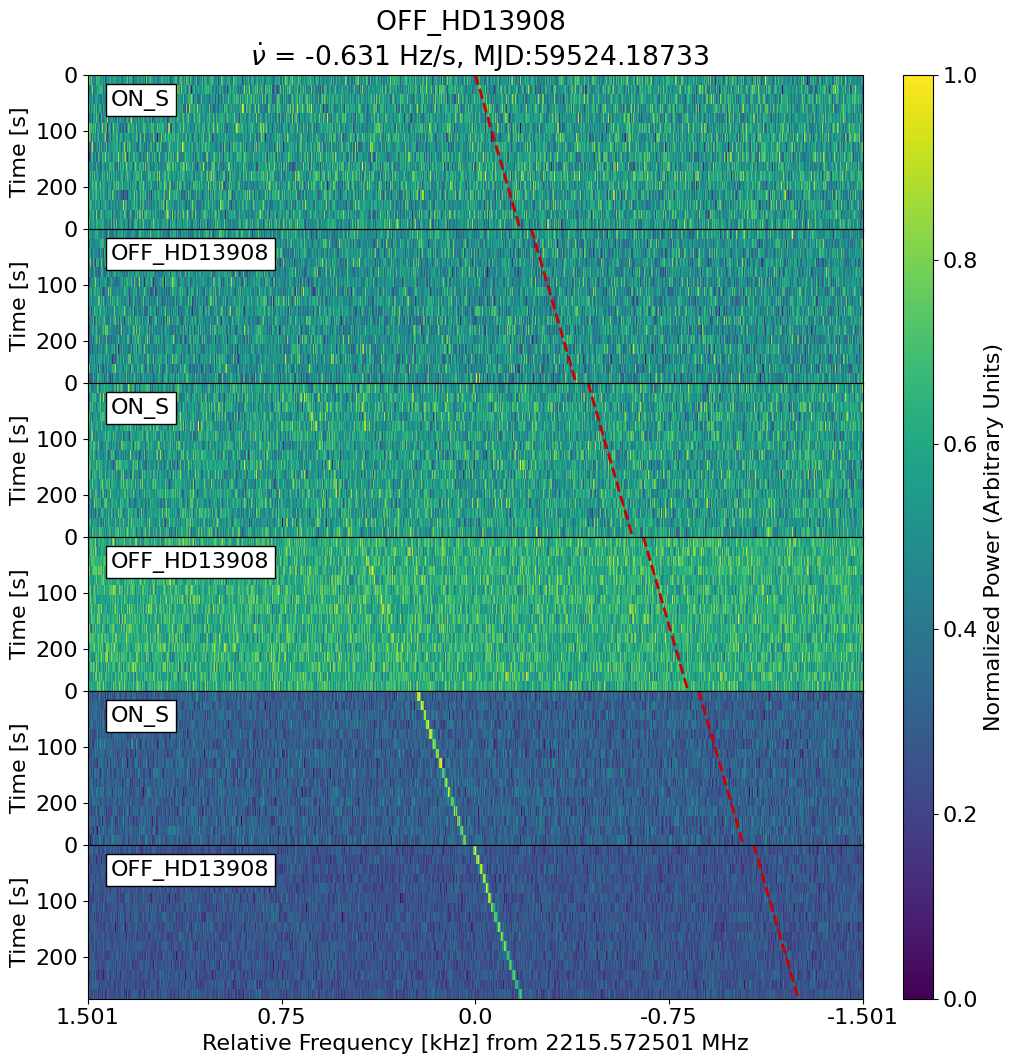 OFF_HD13908
ν̇ = -0.631 Hz/s, MJD:59524.18733
0
ON_S
100
200
Time [s]
0
OFF_HD13908
100
200
Time [s]
0
ON_S
100
200
Time [s]
0
OFF_HD13908
100
200
Time [s]
0
ON_S
100
200
Time [s]
0
OFF_HD13908
100
200
Time [s]
1.501 0.75 0.0 -0.75 -1.501
Relative Frequency [kHz] from 2215.572501 MHz
1.0
0.8
0.6
0.4
0.2
0.0
Normalized Power (Arbitrary Units)